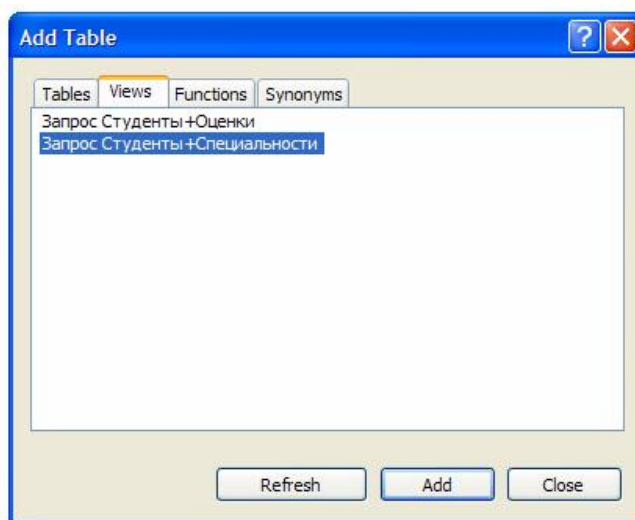 Add Table
Tables Views Functions Synonyms
Запрос Студенты+Оценки
Запрос Студенты+Специальности
Refresh Add Close